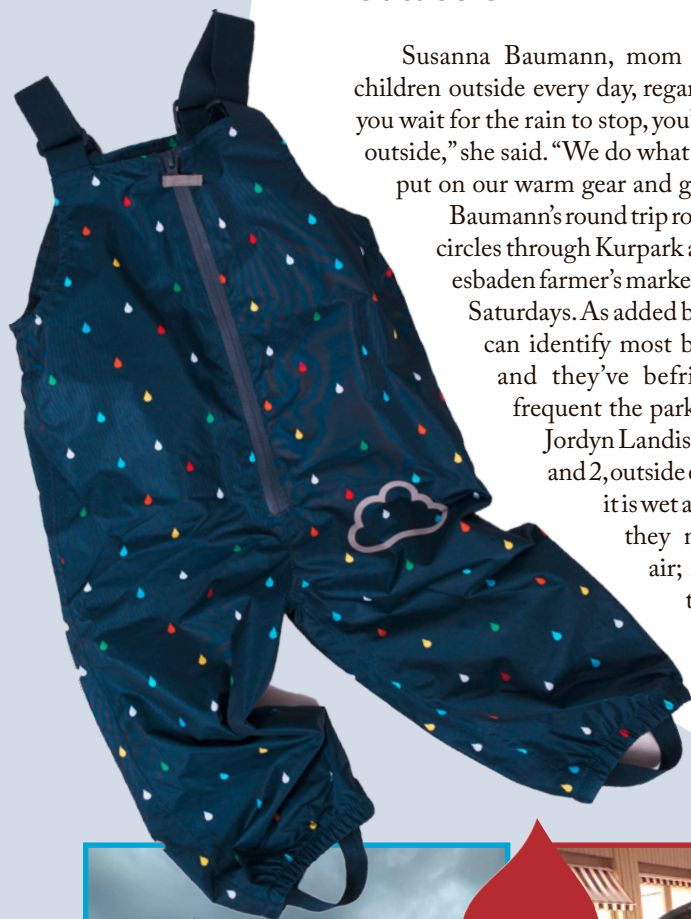 Susanna Baumann, mom
children outside every day, regar
you wait for the rain to stop, you'
outside,” she said. “We do what
put on our warm gear and g
Baumann’s round trip ro
circles through Kurpark a
esbaden farmer’s marke
Saturdays. As added b
can identify most b
and they’ve befri
frequent the park
Jordyn Landis
and 2, outside
it is wet a
they
air;
t